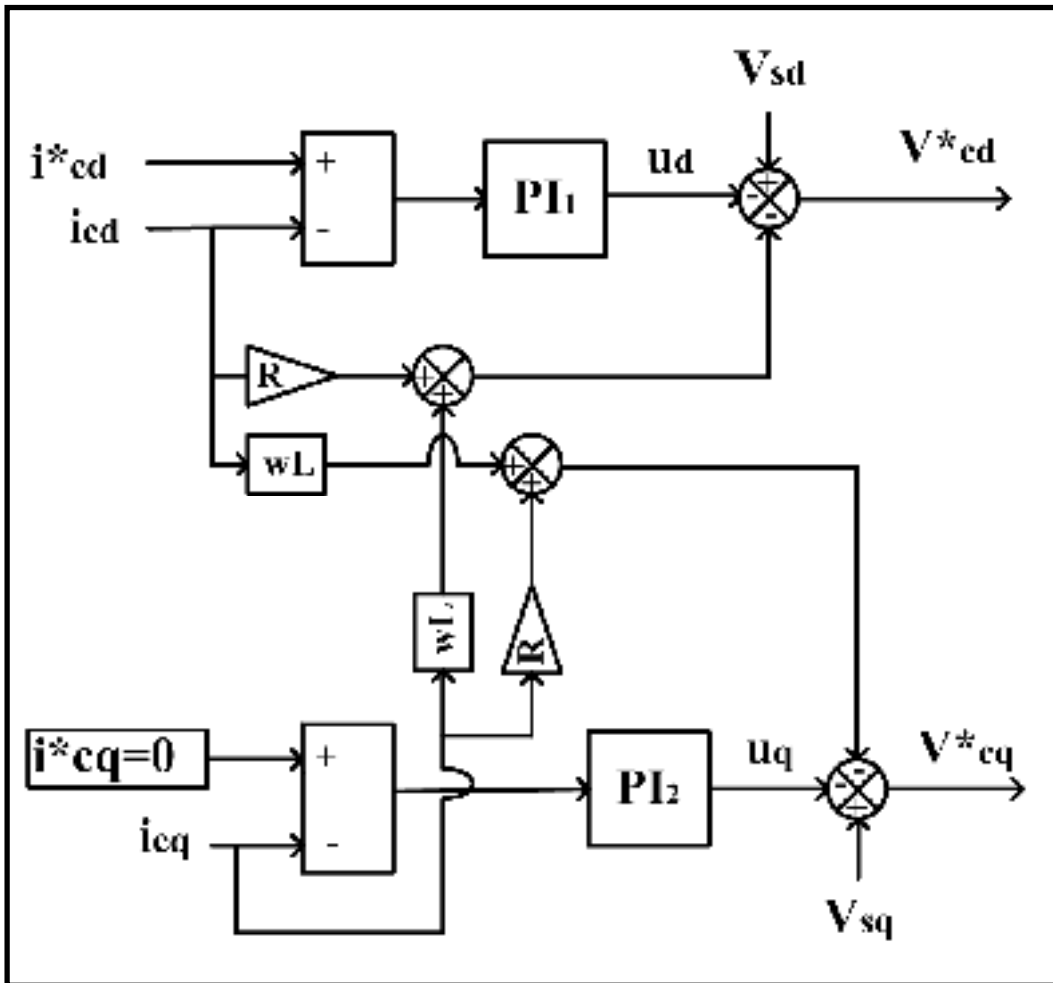 Vsd
i*cd
+
PI1
ud
+
-
-
V*cd
icd
-
R
+
+
wL
+
+
wL
R
i*cq=0
+
PI2
uq
-
-
+
V*cq
icq
-
Vsq